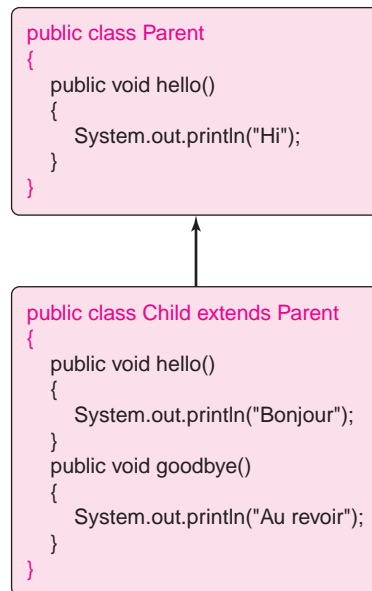 public class Parent
{
public void hello()
{
System.out.println("Hi");
}
}
public class Child extends Parent
{
public void hello()
{
System.out.println("Bonjour");
}
public void goodbye()
{
System.out.println("Au revoir");
}
}